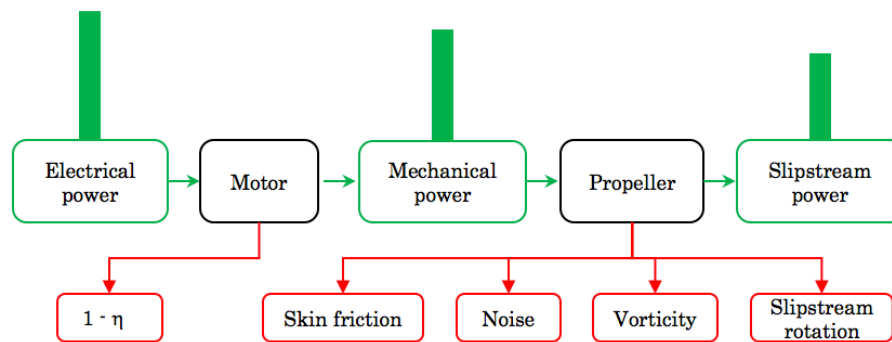 Electrical
power
Motor
Mechanical
power
Propeller
Slipstream
power
1 - η
Skin friction
Noise
Vorticity
Slipstream
rotation